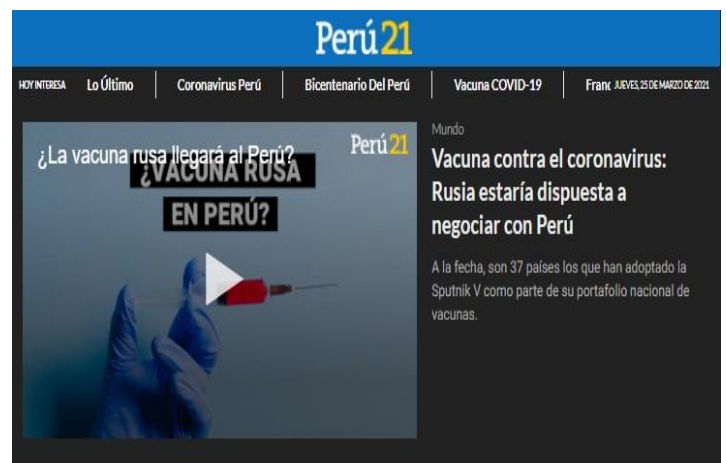 Perú21
HOY INTERESA Lo Último Coronavirus Perú Bicentenario Del Perú Vacuna COVID-19 Franc JUEVES, 25 DE MARZO DE 2021
¿La vacuna rusa llegará al Perú?
Perú21
¿VACUNA RUSA
EN PERÚ?
Mundo
Vacuna contra el coronavirus:
Rusia estaría dispuesta a
negociar con Perú
A la fecha, son 37 países los que han adoptado la
Sputnik V como parte de su portafolio nacional de
vacunas.